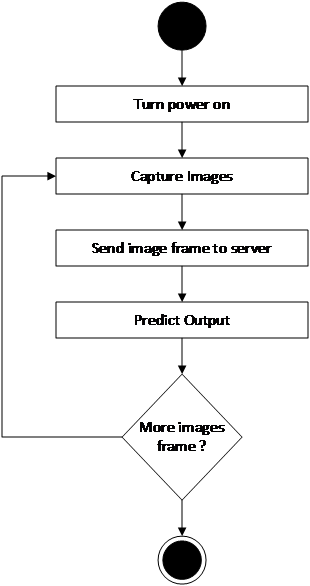 Turn power on
Capture Images
Send image frame to server
Predict Output
More images
frame ?